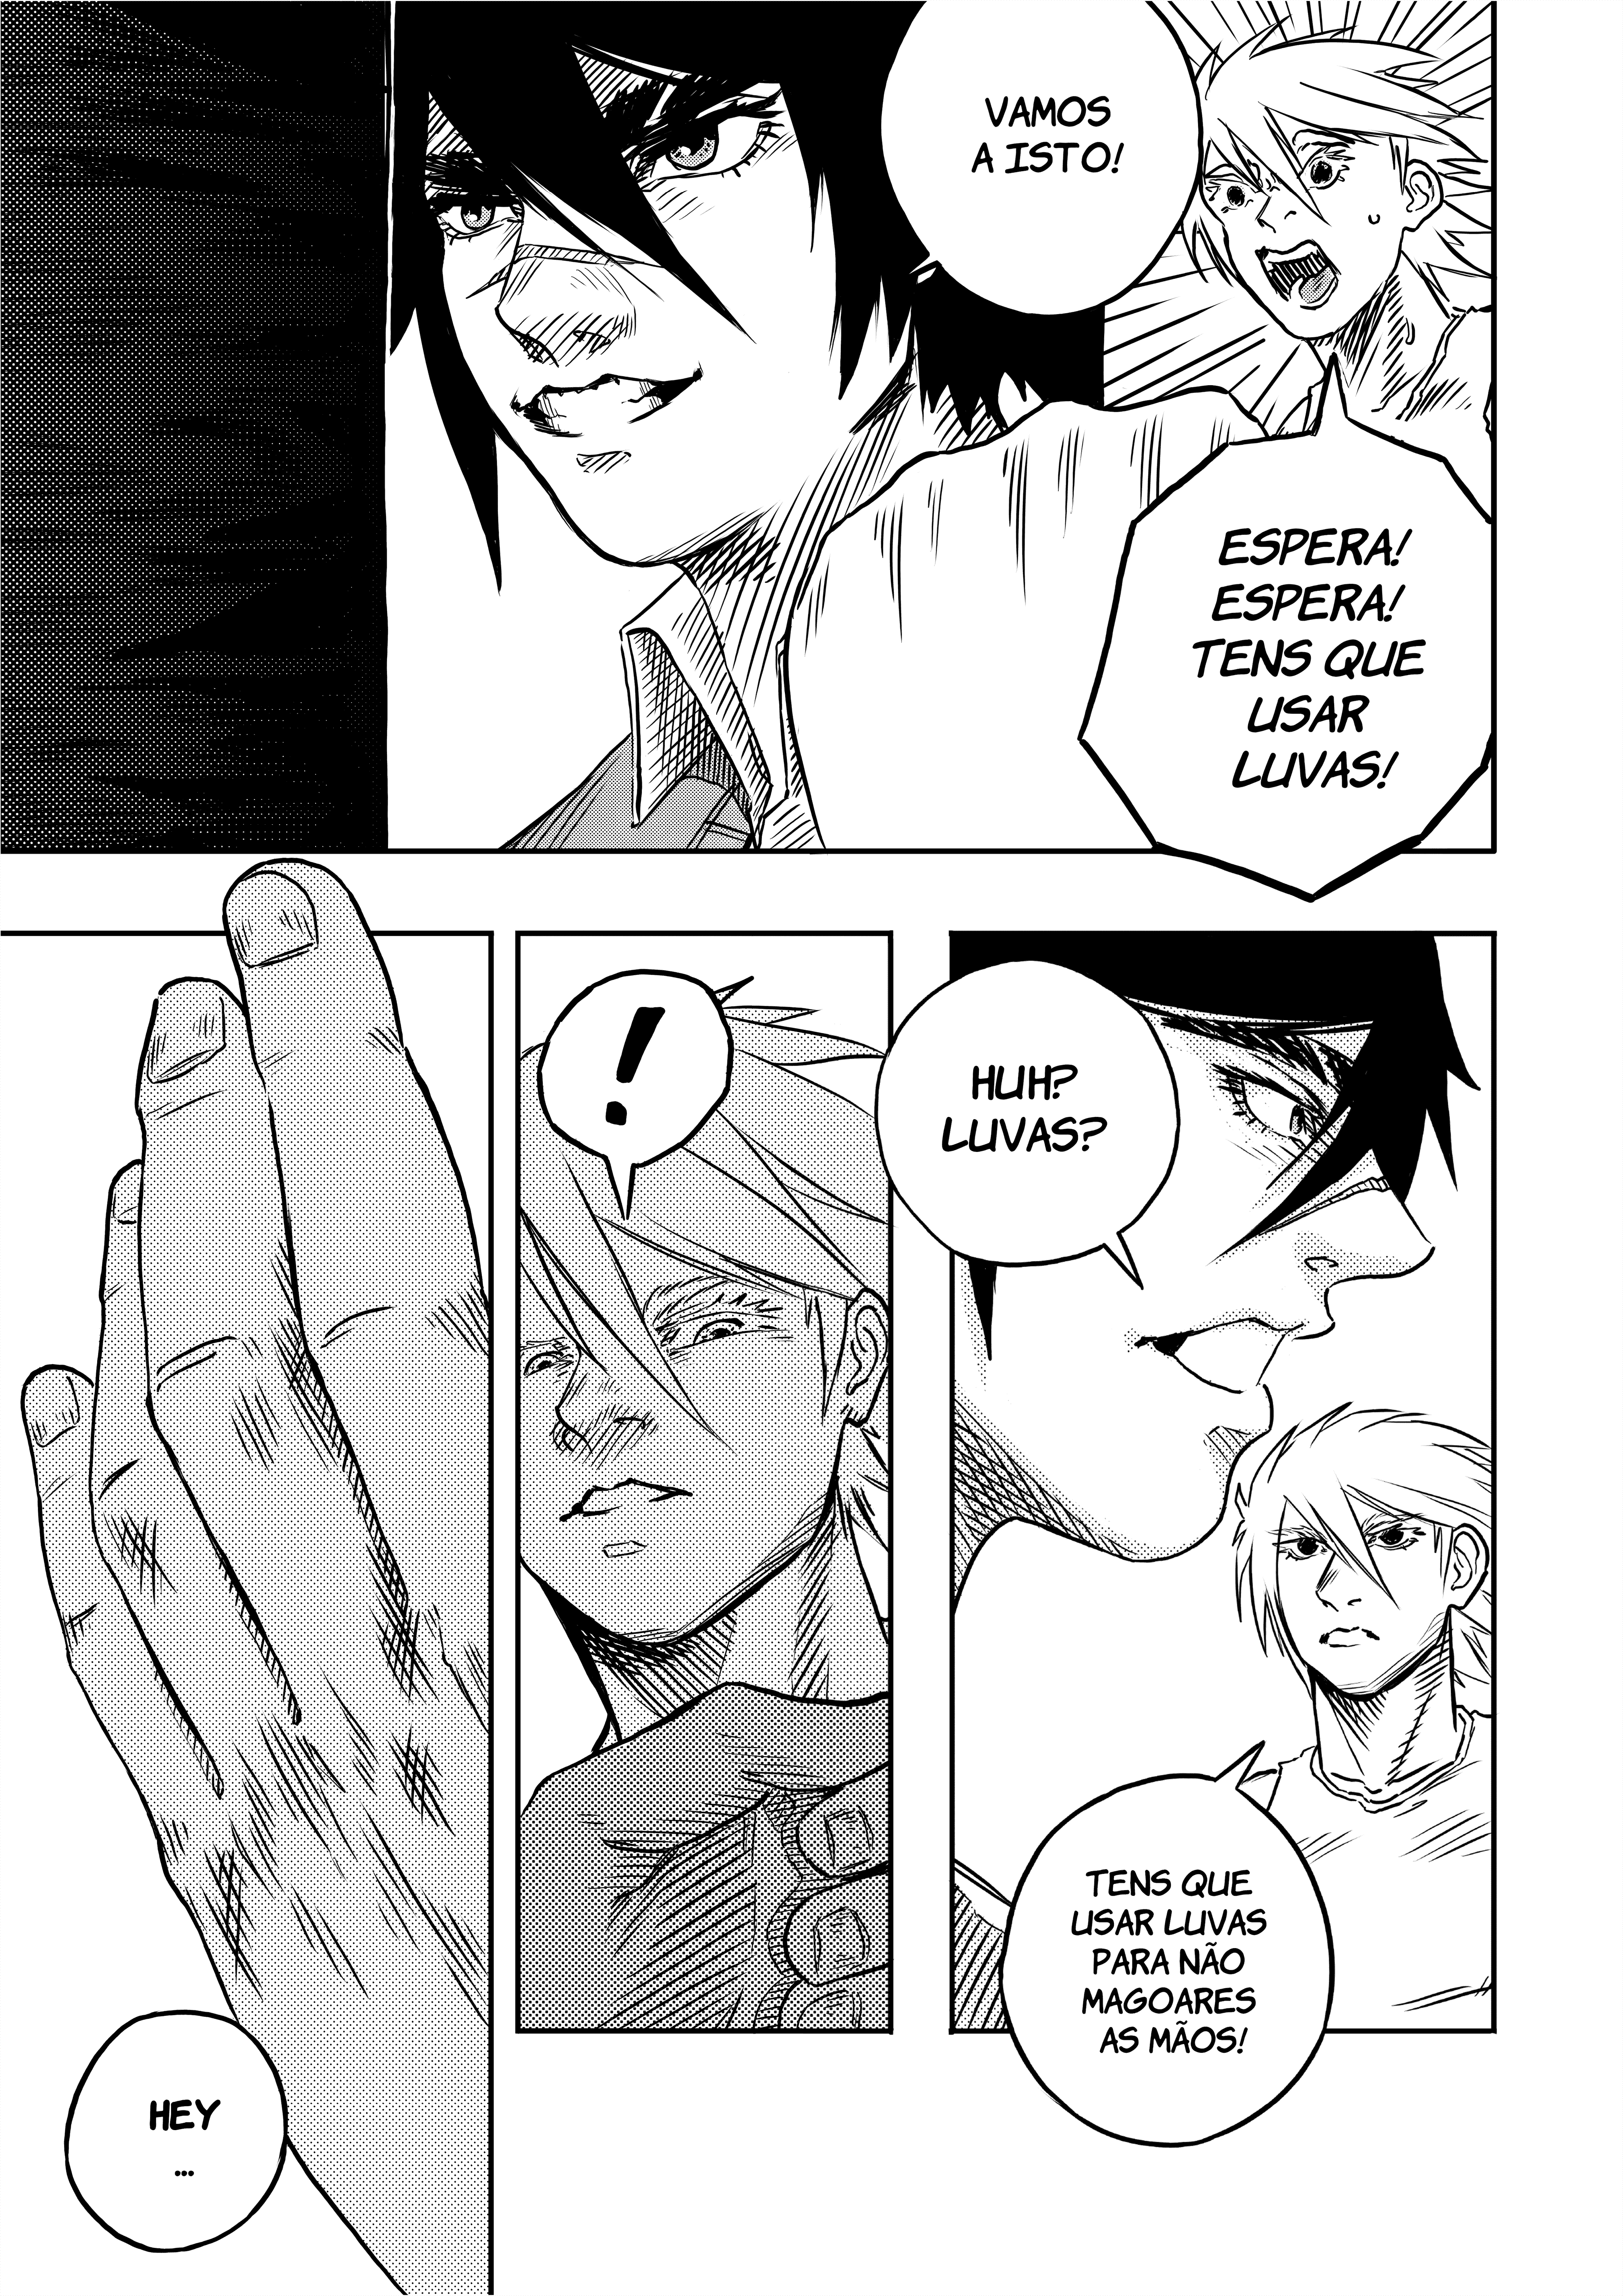 VAMOS
A ISTO!
ESPERA!
ESPERA!
TENS QUE
USAR
LUVAS!
HUH?
LUVAS?
TENS QUE
USAR LUVAS
PARA NÃO
MAGOARES
AS MÃOS!
!
HEY
...